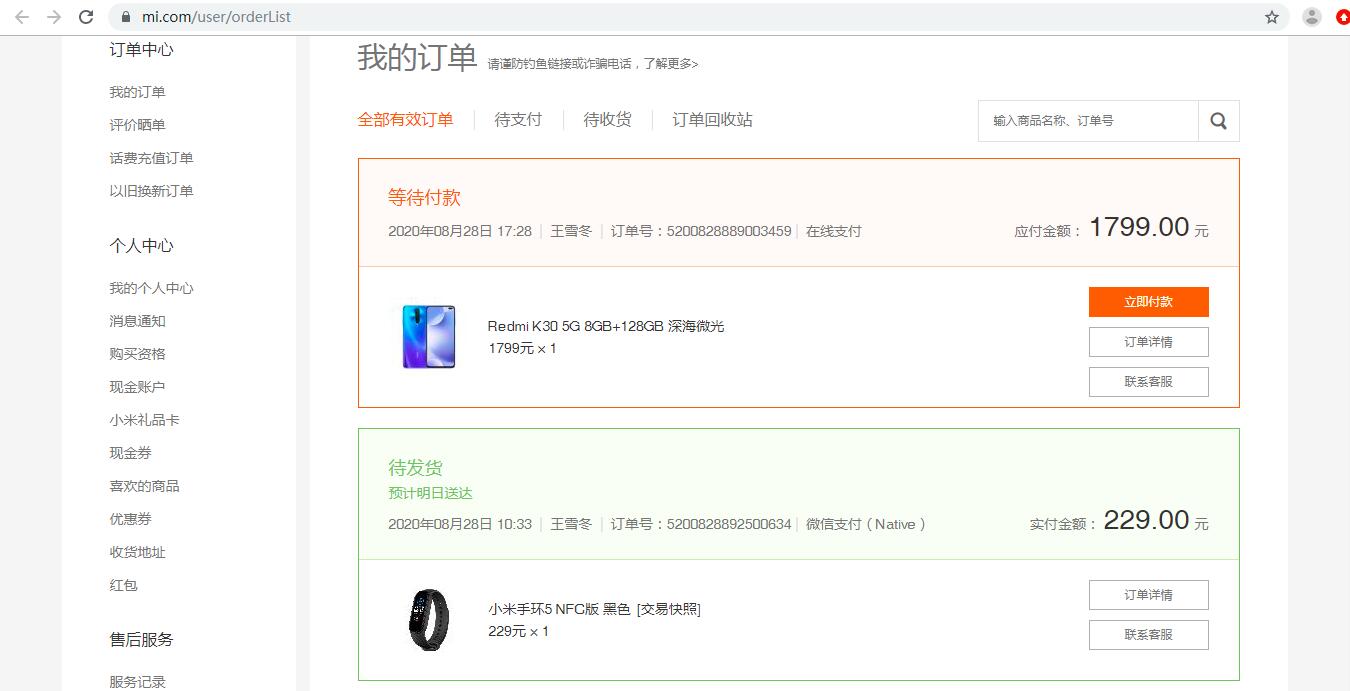 mi.com/user/orderList
订单中心
我的订单
评价晒单
话费充值订单
以旧换新订单
个人中心
我的个人中心
消息通知
购买资格
现金账户
小米礼品卡
现金券
喜欢的商品
优惠券
收货地址
红包
售后服务
服务记录
我的订单 请谨防钓鱼链接或诈骗电话，了解更多>
全部有效订单 待支付 待收货 订单回收站 输入商品名称、订单号
等待付款
2020年08月28日 17:28 | 王雪冬 | 订单号：5200828889003459 | 在线支付 应付金额： 1799.00 元
立即付款
Redmi K30 5G 8GB+128GB 深海微光
1799元 × 1
订单详情
联系客服
待发货
预计明日送达
2020年08月28日 10:33 | 王雪冬 | 订单号：5200828892500634 | 微信支付（Native） 实付金额： 229.00 元
小米手环5 NFC版 黑色 [交易快照]
229元 × 1
订单详情
联系客服